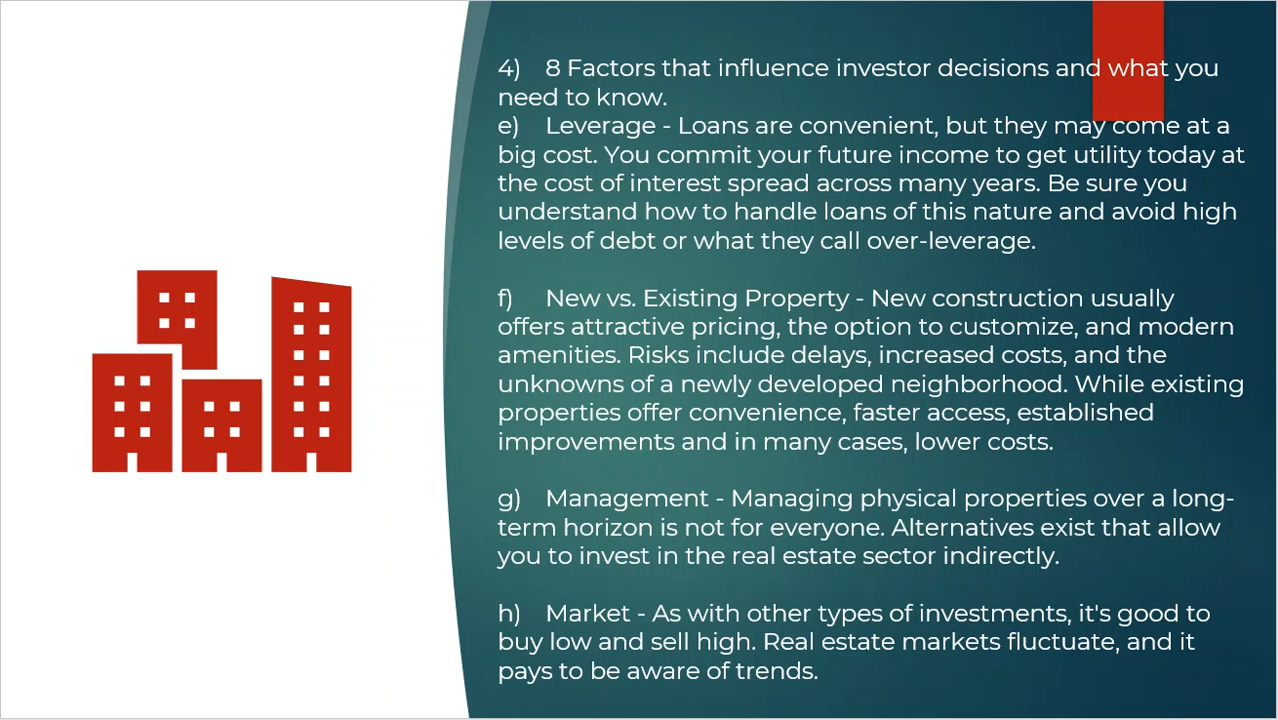 4) 8 Factors that influence investor decisions and what you
need to know.
e) Leverage - Loans are convenient, but they may come at a
big cost. You commit your future income to get utility today at
the cost of interest spread across many years. Be sure you
understand how to handle loans of this nature and avoid high
levels of debt or what they call over-leverage.
f) New vs. Existing Property - New construction usually
offers attractive pricing, the option to customize, and modern
amenities. Risks include delays, increased costs, and the
unknowns of a newly developed neighborhood. While existing
properties offer convenience, faster access, established
improvements and in many cases, lower costs.
g) Management - Managing physical properties over a long-
term horizon is not for everyone. Alternatives exist that allow
you to invest in the real estate sector indirectly.
h) Market - As with other types of investments, it's good to
buy low and sell high. Real estate markets fluctuate, and it
pays to be aware of trends.